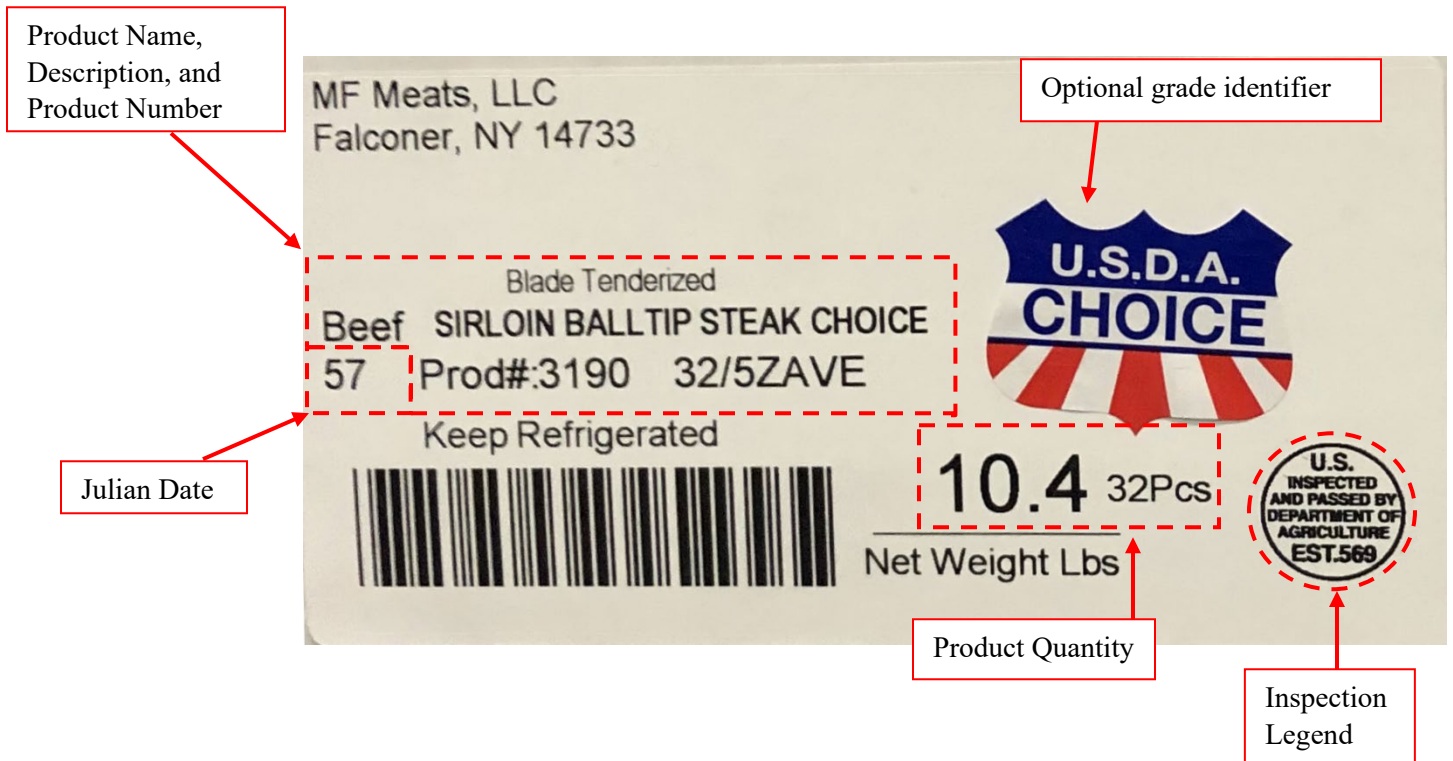 Product Name,
Description, and
Product Number
MF Meats, LLC
Falconer, NY 14733
Optional grade identifier
U.S.D.A.
CHOICE
Blade Tenderized
Beef SIRLOIN BALLTIP STEAK CHOICE
57 Prod#:3190 32/5ZAVE
Keep Refrigerated
Julian Date
10.4 32Pcs
Net Weight Lbs
U.S.
INSPECTED
AND PASSED BY
DEPARTMENT OF
AGRICULTURE
EST.569
Product Quantity
Inspection
Legend